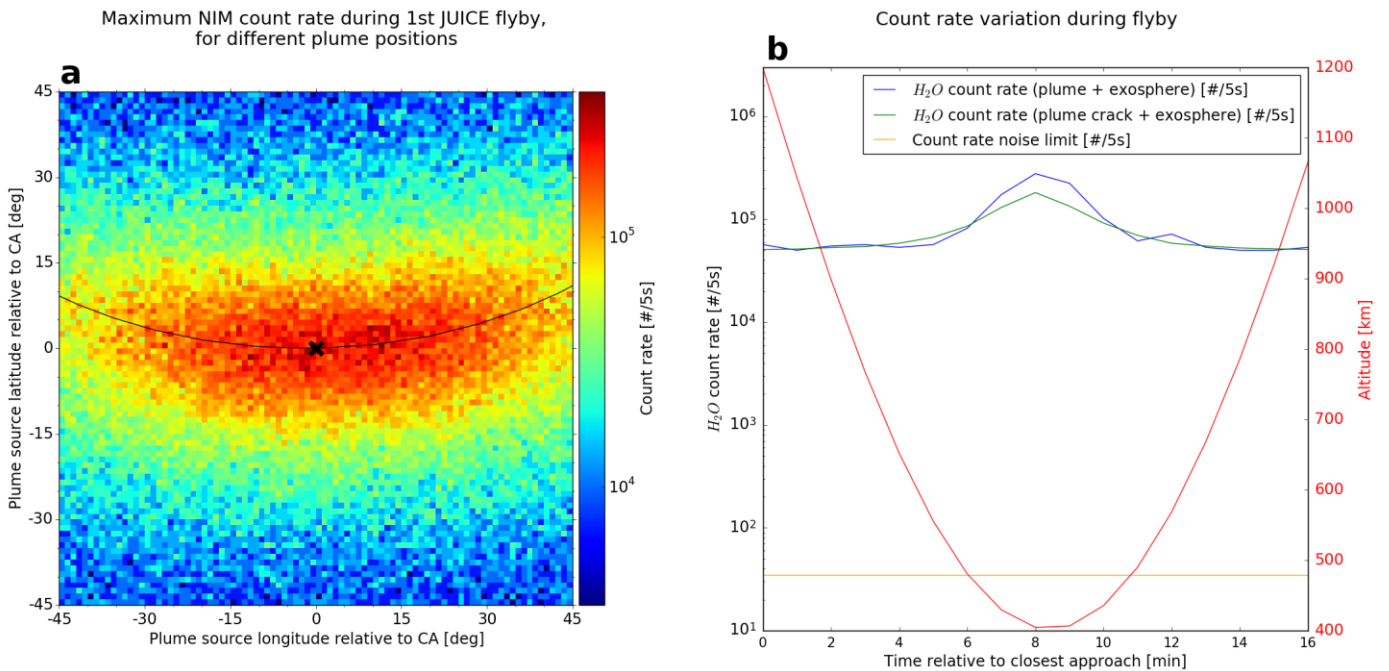 Maximum NIM count rate during 1st JUICE flyby,
for different plume positions
a
45
30
15
0
-15
-30
-45
-45
-30
-15
0
15
30
45
Plume source latitude relative to CA [deg]
Plume source longitude relative to CA [deg]
10^5
10^4
Count rate [#/5s]
Count rate variation during flyby
b
H_2O count rate (plume + exosphere) [#/5s]
H_2O count rate (plume crack + exosphere) [#/5s]
Count rate noise limit [#/5s]
10^6
10^5
10^4
10^3
10^2
10^1
H_2O count rate [#/5s]
0
2
4
6
8
10
12
14
16
Time relative to closest approach [min]
1200
1100
1000
900
800
700
600
500
400
Altitude [km]